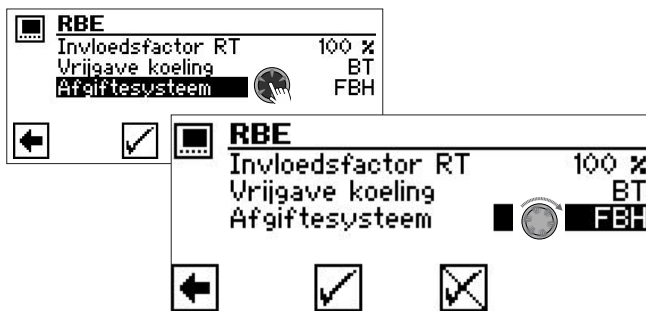 RBE
Invloedsfactor RT 100 %
Vrijgave koeling BT
Afgiftesysteem FBH
RBE
Invloedsfactor RT 100 %
Vrijgave koeling BT
Afgiftesysteem FBH